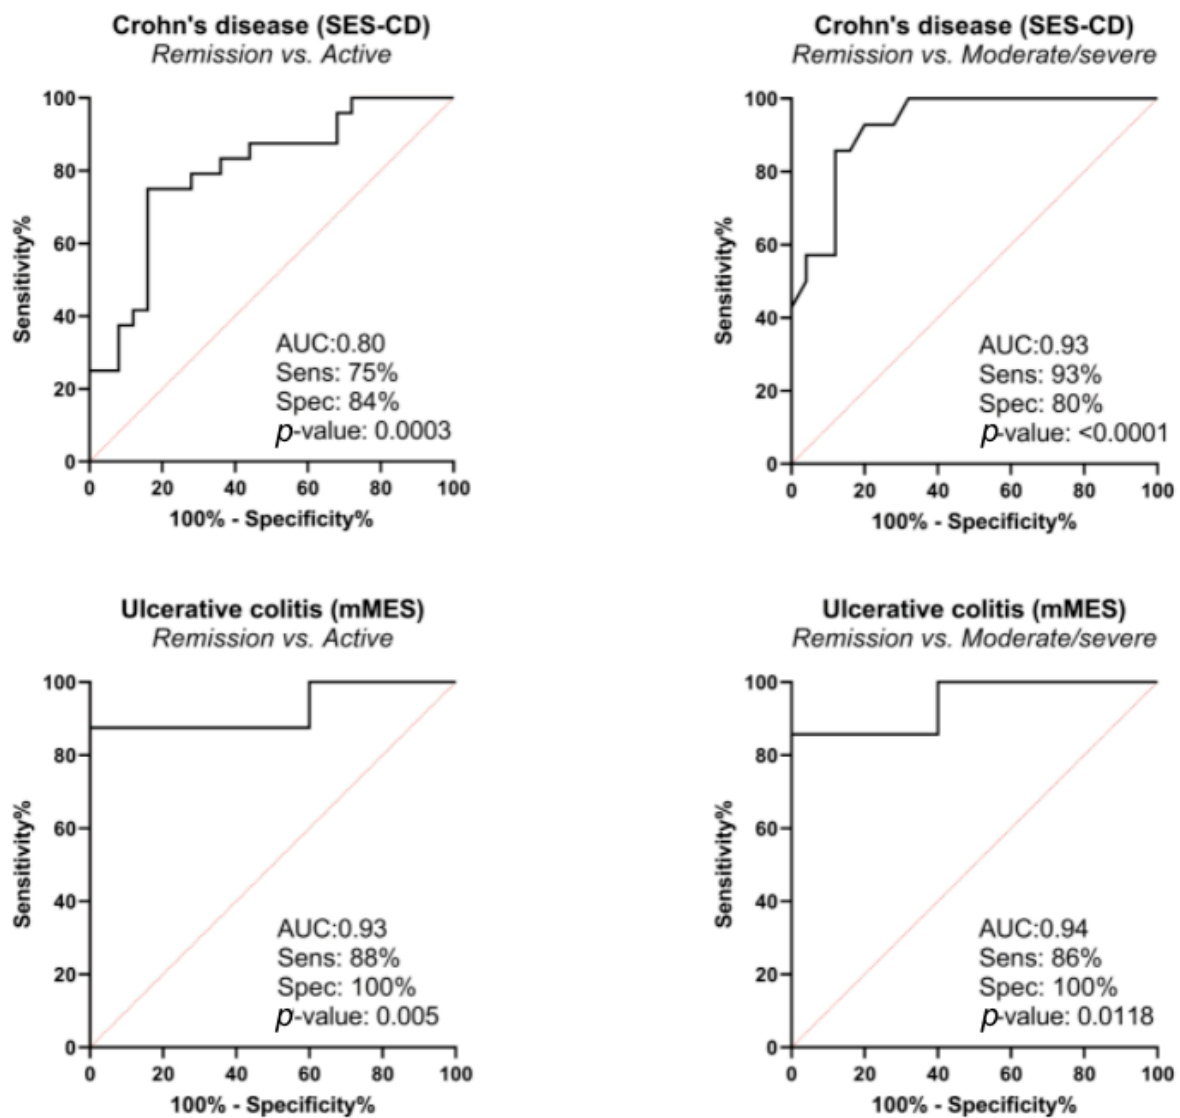 Crohn's disease (SES-CD)
Remission vs. Active
100
80
60
40
20
0
Sensitivity%
AUC:0.80
Sens: 75%
Spec: 84%
p-value: 0.0003
0 20 40 60 80 100
100% - Specificity%
Crohn's disease (SES-CD)
Remission vs. Moderate/severe
100
80
60
40
20
0
Sensitivity%
AUC:0.93
Sens: 93%
Spec: 80%
p-value: <0.0001
0 20 40 60 80 100
100% - Specificity%
Ulcerative colitis (mMES)
Remission vs. Active
100
80
60
40
20
0
Sensitivity%
AUC:0.93
Sens: 88%
Spec: 100%
p-value: 0.005
0 20 40 60 80 100
100% - Specificity%
Ulcerative colitis (mMES)
Remission vs. Moderate/severe
100
80
60
40
20
0
Sensitivity%
AUC:0.94
Sens: 86%
Spec: 100%
p-value: 0.0118
0 20 40 60 80 100
100% - Specificity%